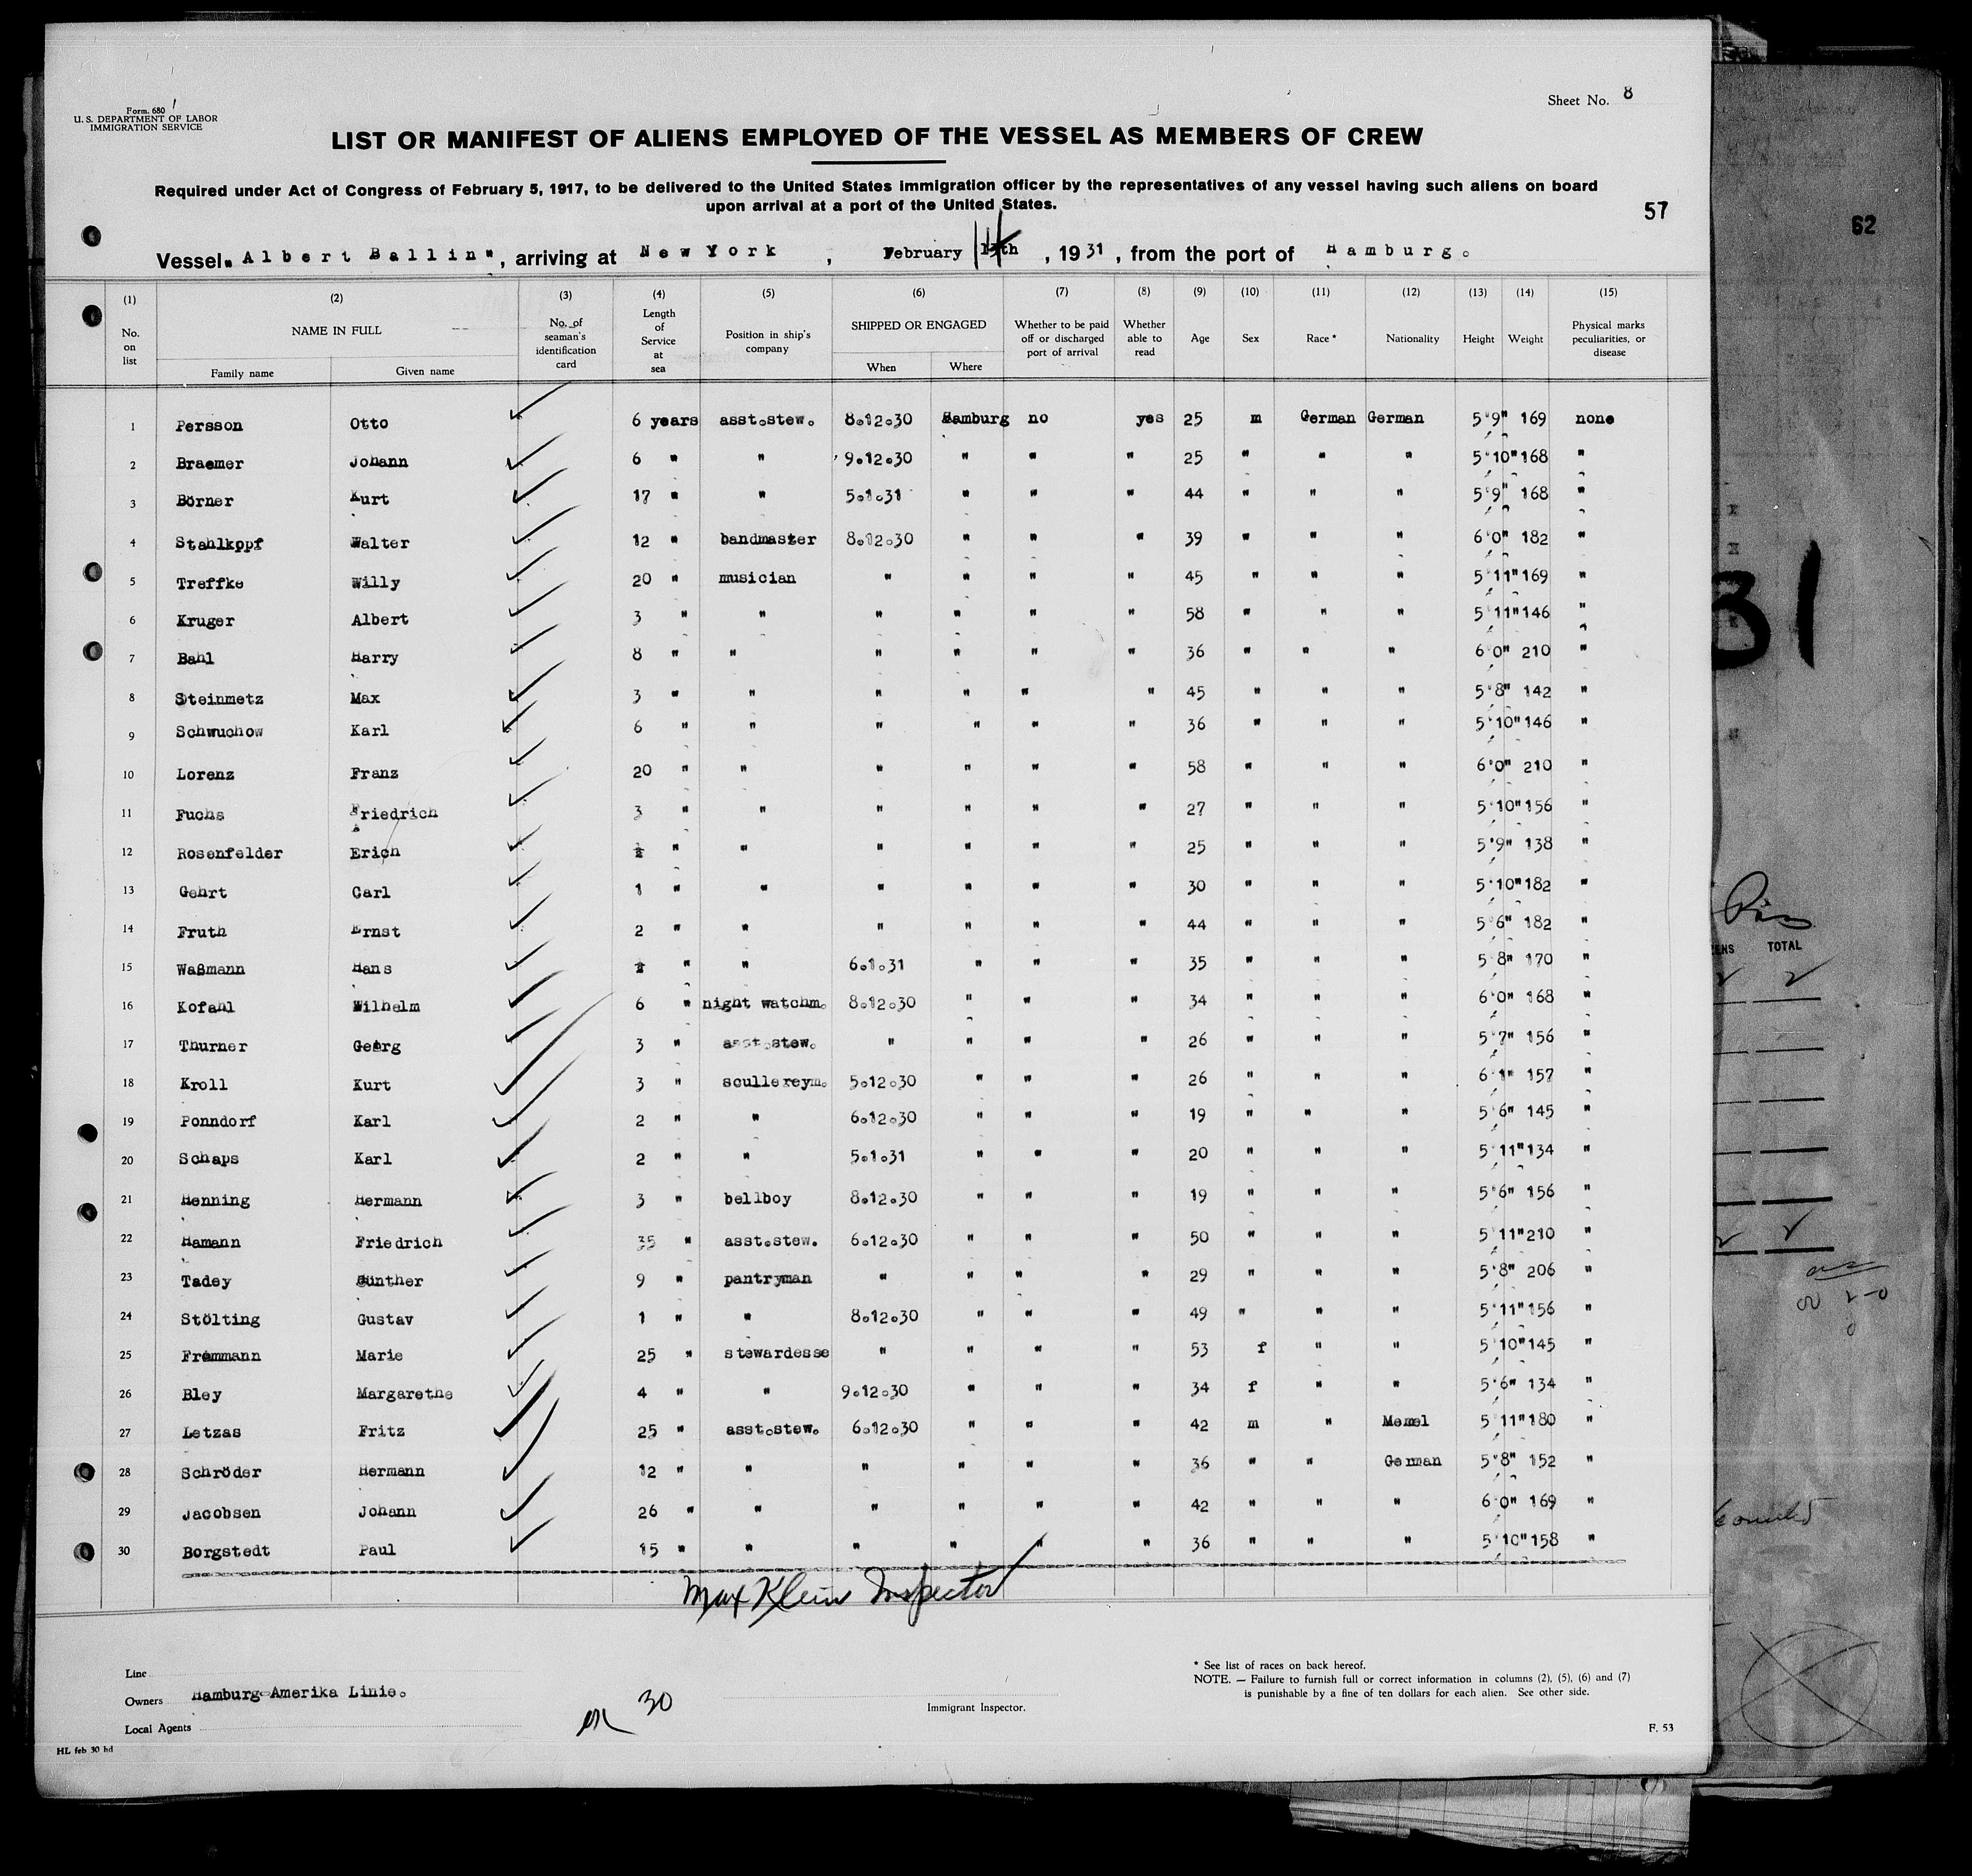 Form. 680
U. S. DEPARTMENT OF LABOR
IMMIGRATION SERVICE
Sheet No. 8
LIST OR MANIFEST OF ALIENS EMPLOYED OF THE VESSEL AS MEMBERS OF CREW
Required under Act of Congress of February 5, 1917, to be delivered to the United States immigration officer by the representatives of any vessel having such aliens on board
upon arrival at a port of the United States.
57
62
Vessel "Albert Ballin", arriving at New York, February 14th, 1931, from the port of Hamburg.
(1) (2) (3) (4) (5) (6) (7) (8) (9) (10) (11) (12) (13) (14) (15)
No. on list NAME IN FULL No. of seaman's identification card Length of Service at sea Position in ship's company SHIPPED OR ENGAGED Whether to be paid off or discharged port of arrival Whether able to read Age Sex Race * Nationality Height Weight Physical marks peculiarities, or disease
Family name Given name When Where
1 Persson Otto 6 years asst.stew. 8.12.30 Hamburg no yes 25 m German German 5'9" 169 none
2 Braemer Johann 6 " " 9.12.30 " " " 25 " " " 5'10" 168 "
3 Börner Kurt 17 " " 5.1.31 " " " 44 " " " 5'9" 168 "
4 Stahlkopf Walter 12 " bandmaster 8.12.30 " " " 39 " " " 6'0" 182 "
5 Treffke Willy 20 " musician " " " " 45 " " " 5'11" 169 "
6 Kruger Albert 3 " " " " " " 58 " " " 5'11" 146 "
7 Bahl Harry 8 " " " " " " 36 " " " 6'0" 210 "
8 Steinmetz Max 3 " " " " " " 45 " " " 5'8" 142 "
9 Schwuchow Karl 6 " " " " " " 36 " " " 5'10" 146 "
10 Lorenz Franz 20 " " " " " " 58 " " " 6'0" 210 "
11 Fuchs Friedrich 3 " " " " " " 27 " " " 5'10" 156 "
12 Rosenfelder Erich ½ " " " " " " 25 " " " 5'9" 138 "
13 Gehrt Carl 1 " " " " " " 30 " " " 5'10" 182 "
14 Fruth Ernst 2 " " " " " " 44 " " " 5'6" 182 "
15 Waßmann Hans " " 6.1.31 " " " 35 " " " 5'8" 170 "
16 Kofahl Wilhelm 6 " night watchm. 8.12.30 " " " 34 " " " 6'0" 168 "
17 Thurner Georg 3 " asst.stew. " " " " 26 " " " 5'7" 156 "
18 Kroll Kurt 3 " sculle reym. 5.12.30 " " " 26 " " " 6'1" 157 "
19 Ponndorf Karl 2 " " 6.12.30 " " " 19 " " " 5'6" 145 "
20 Schaps Karl 2 " " 5.1.31 " " " 20 " " " 5'11" 134 "
21 Henning Hermann 3 " bellboy 8.12.30 " " " 19 " " " 5'6" 156 "
22 Hamann Friedrich 35 " asst.stew. 6.12.30 " " " 50 " " " 5'11" 210 "
23 Tadey Günther 9 " pantryman " " " " 29 " " " 5'8" 206 "
24 Stölting Gustav 1 " " 8.12.30 " " " 49 " " " 5'11" 156 "
25 Frommann Marie 25 " stewardesse " " " " 53 f " " 5'10" 145 "
26 Bley Margarethe 4 " " 9.12.30 " " " 34 f " " 5'6" 134 "
27 Letzas Fritz 25 " asst.stew. 6.12.30 " " " 42 m " Memel 5'11" 180 "
28 Schröder Hermann 12 " " " " " " 36 " " German 5'8" 152 "
29 Jacobsen Johann 26 " " " " " " 42 " " " 6'0" 169 "
30 Borgstedt Paul 15 " " " " " " 36 " " " 5'10" 158 "
Max Klein Inspector
Line
Owners Hamburg-Amerika Linie.
Local Agents
30
Immigrant Inspector.
* See list of races on back hereof.
NOTE. — Failure to furnish full or correct information in columns (2), (5), (6) and (7)
is punishable by a fine of ten dollars for each alien. See other side.
F. 53
HL feb 30 hd
31
TOTAL